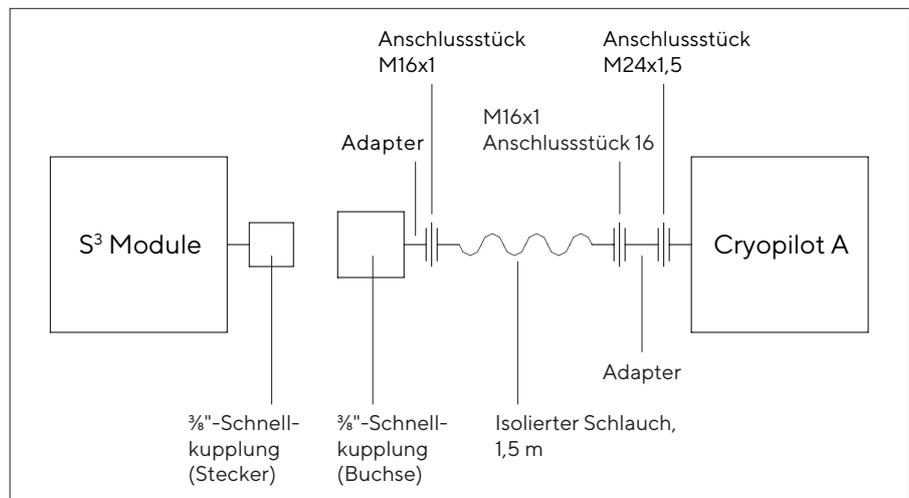 Anschlussstück
M16x1
Anschlussstück
M24x1,5
M16x1
Anschlussstück 16
Adapter
S³ Module
Cryopilot A
Adapter
⅜"-Schnell-
kupplung
(Stecker)
⅜"-Schnell-
kupplung
(Buchse)
Isolierter Schlauch,
1,5 m